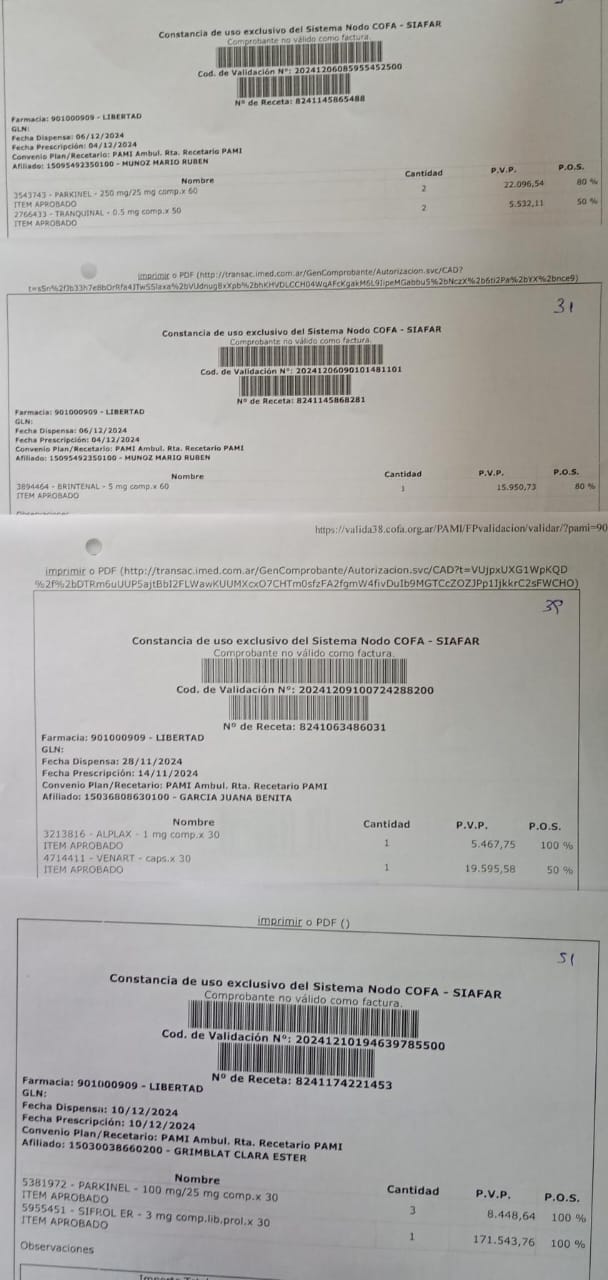 Constancia de uso exclusivo del Sistema Nodo COFA - SIAFAR
Comprobante no válido como factura.
Cod. de Validación N°: 20241206085955452500
N° de Receta: 8241145865488
Farmacia: 901000909 - LIBERTAD
GLN:
Fecha Dispensa: 06/12/2024
Fecha Prescripción: 04/12/2024
Convenio Plan/Recetario: PAMI Ambul. Rta. Recetario PAMI
Afiliado: 15095492350100 - MUNOZ MARIO RUBEN
Nombre Cantidad P.V.P. P.O.S.
3543743 - PARKINEL - 250 mg/25 mg comp.x 60 2 22.096,54 80 %
ITEM APROBADO
2766433 - TRANQUINAL - 0.5 mg comp.x 50 2 5.532,11 50 %
ITEM APROBADO
imprimir o PDF (http://transac.imed.com.ar/GenComprobante/Autorizacion.svc/CAD?
31
Constancia de uso exclusivo del Sistema Nodo COFA - SIAFAR
Comprobante no válido como factura.
Cod. de Validación N°: 20241206090101481101
N° de Receta: 8241145868281
Farmacia: 901000909 - LIBERTAD
GLN:
Fecha Dispensa: 06/12/2024
Fecha Prescripción: 04/12/2024
Convenio Plan/Recetario: PAMI Ambul. Rta. Recetario PAMI
Afiliado: 15095492350100 - MUNOZ MARIO RUBEN
Nombre Cantidad P.V.P. P.O.S.
3894464 - BRINTENAL - 5 mg comp.x 60 1 15.950,73 80 %
ITEM APROBADO
https://valida38.cofa.org.ar/PAMI/FPvalidacion/validar/?pami=90
imprimir o PDF (http://transac.imed.com.ar/GenComprobante/Autorizacion.svc/CAD?t=VUjpxUXG1WpKQD
%2f%2bDTRm6uUUP5ajtBbI2FLWawKUUMXcxO7CHTm0sfzFA2fgmW4fivDuIb9MGTCcZOZJPp1IjkkrC2sFWCHO)
39
Constancia de uso exclusivo del Sistema Nodo COFA - SIAFAR
Comprobante no válido como factura.
Cod. de Validación N°: 20241209100724288200
N° de Receta: 8241063486031
Farmacia: 901000909 - LIBERTAD
GLN:
Fecha Dispensa: 28/11/2024
Fecha Prescripción: 14/11/2024
Convenio Plan/Recetario: PAMI Ambul. Rta. Recetario PAMI
Afiliado: 15036808630100 - GARCIA JUANA BENITA
Nombre Cantidad P.V.P. P.O.S.
3213816 - ALPLAX - 1 mg comp.x 30 1 5.467,75 100 %
ITEM APROBADO
4714411 - VENART - caps.x 30 1 19.595,58 50 %
ITEM APROBADO
imprimir o PDF ()
51
Constancia de uso exclusivo del Sistema Nodo COFA - SIAFAR
Comprobante no válido como factura.
Cod. de Validación N°: 20241210194639785500
N° de Receta: 8241174221453
Farmacia: 901000909 - LIBERTAD
GLN:
Fecha Dispensa: 10/12/2024
Fecha Prescripción: 10/12/2024
Convenio Plan/Recetario: PAMI Ambul. Rta. Recetario PAMI
Afiliado: 15030038660200 - GRIMBLAT CLARA ESTER
Nombre Cantidad P.V.P. P.O.S.
5381972 - PARKINEL - 100 mg/25 mg comp.x 30 3 8.448,64 100 %
ITEM APROBADO
5955451 - SIFROL ER - 3 mg comp.lib.prol.x 30 1 171.543,76 100 %
ITEM APROBADO
Observaciones